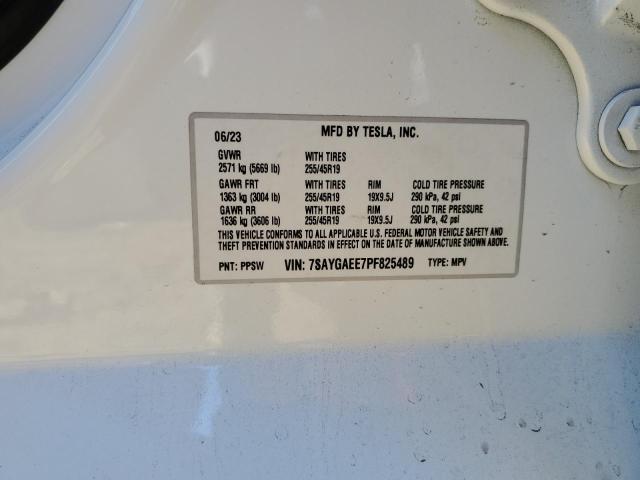 06/23 MFD BY TESLA, INC.
GVWR WITH TIRES
2571 kg (5669 lb) 255/45R19
GAWR FRT WITH TIRES RIM COLD TIRE PRESSURE
1363 kg (3004 lb) 255/45R19 19X9.5J 290 kPa, 42 psi
GAWR RR WITH TIRES RIM COLD TIRE PRESSURE
1636 kg (3606 lb) 255/45R19 19X9.5J 290 kPa, 42 psi
THIS VEHICLE CONFORMS TO ALL APPLICABLE U.S. FEDERAL MOTOR VEHICLE SAFETY AND
THEFT PREVENTION STANDARDS IN EFFECT ON THE DATE OF MANUFACTURE SHOWN ABOVE.
PNT: PPSW VIN: 7SAYGAEE7PF825489 TYPE: MPV